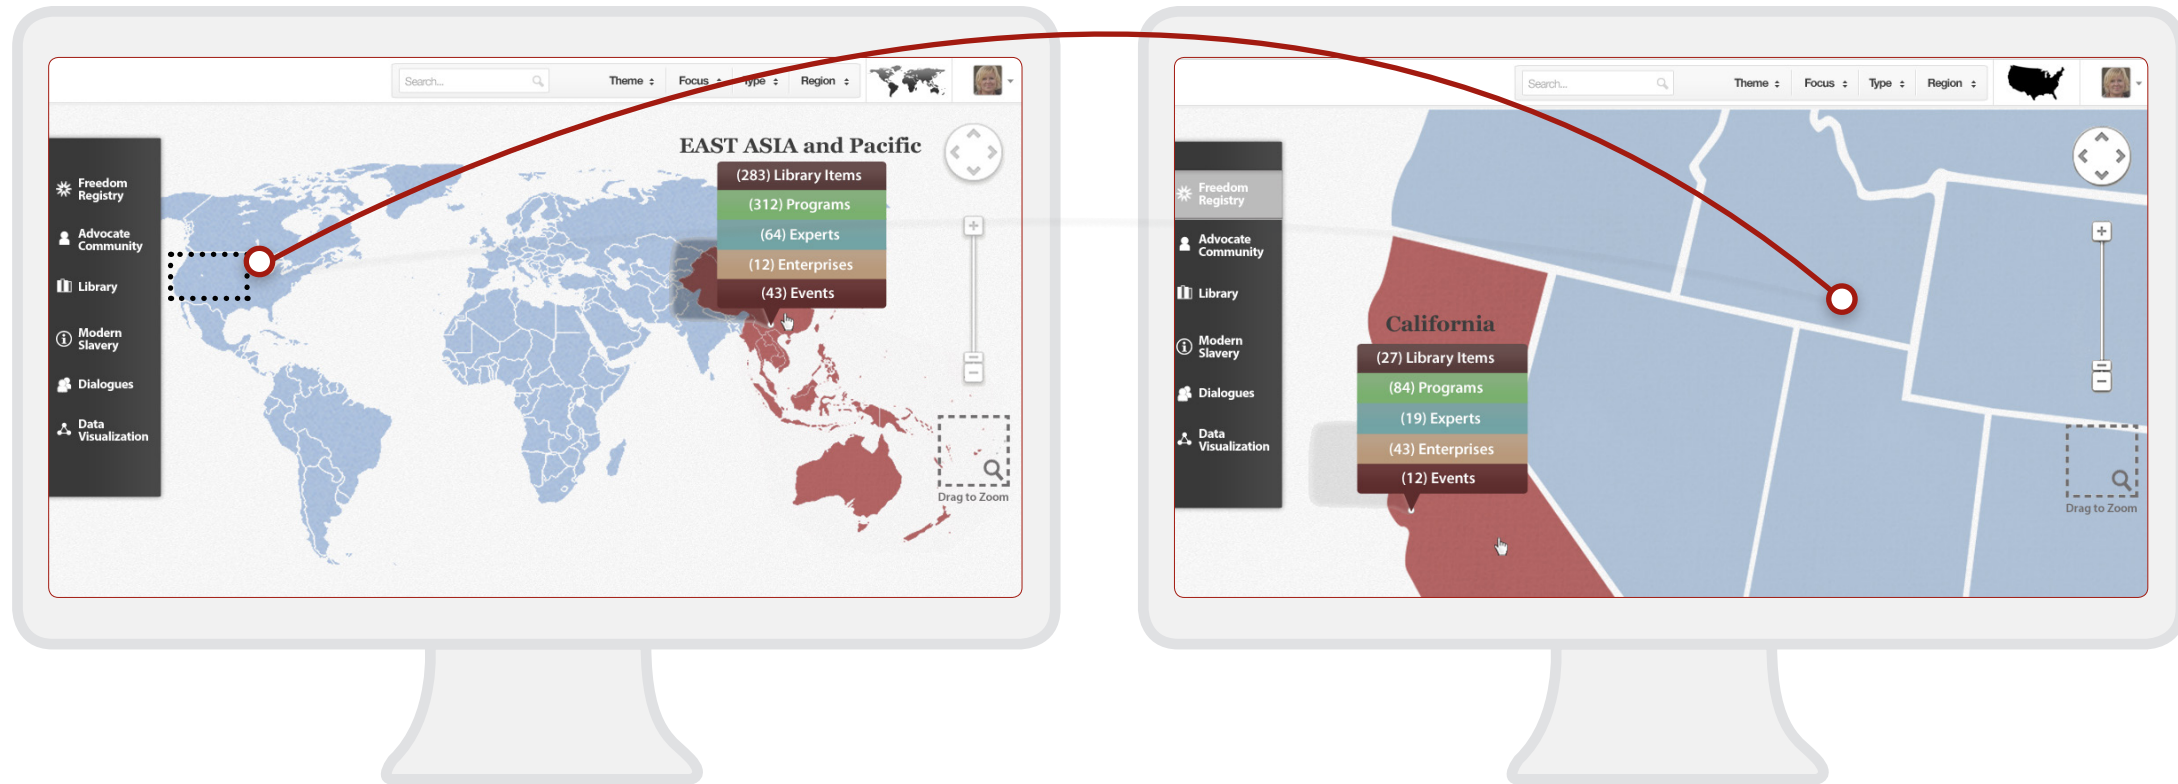 Search...
Theme
Focus
Type
Region
EAST ASIA and Pacific
(283) Library Items
(312) Programs
(64) Experts
(12) Enterprises
(43) Events
Freedom
Registry
Advocate
Community
Library
Modern
Slavery
Dialogues
Data
Visualization
Drag to Zoom
Search...
Theme
Focus
Type
Region
Freedom
Registry
Advocate
Community
Library
Modern
Slavery
Dialogues
Data
Visualization
California
(27) Library Items
(84) Programs
(19) Experts
(43) Enterprises
(12) Events
Drag to Zoom